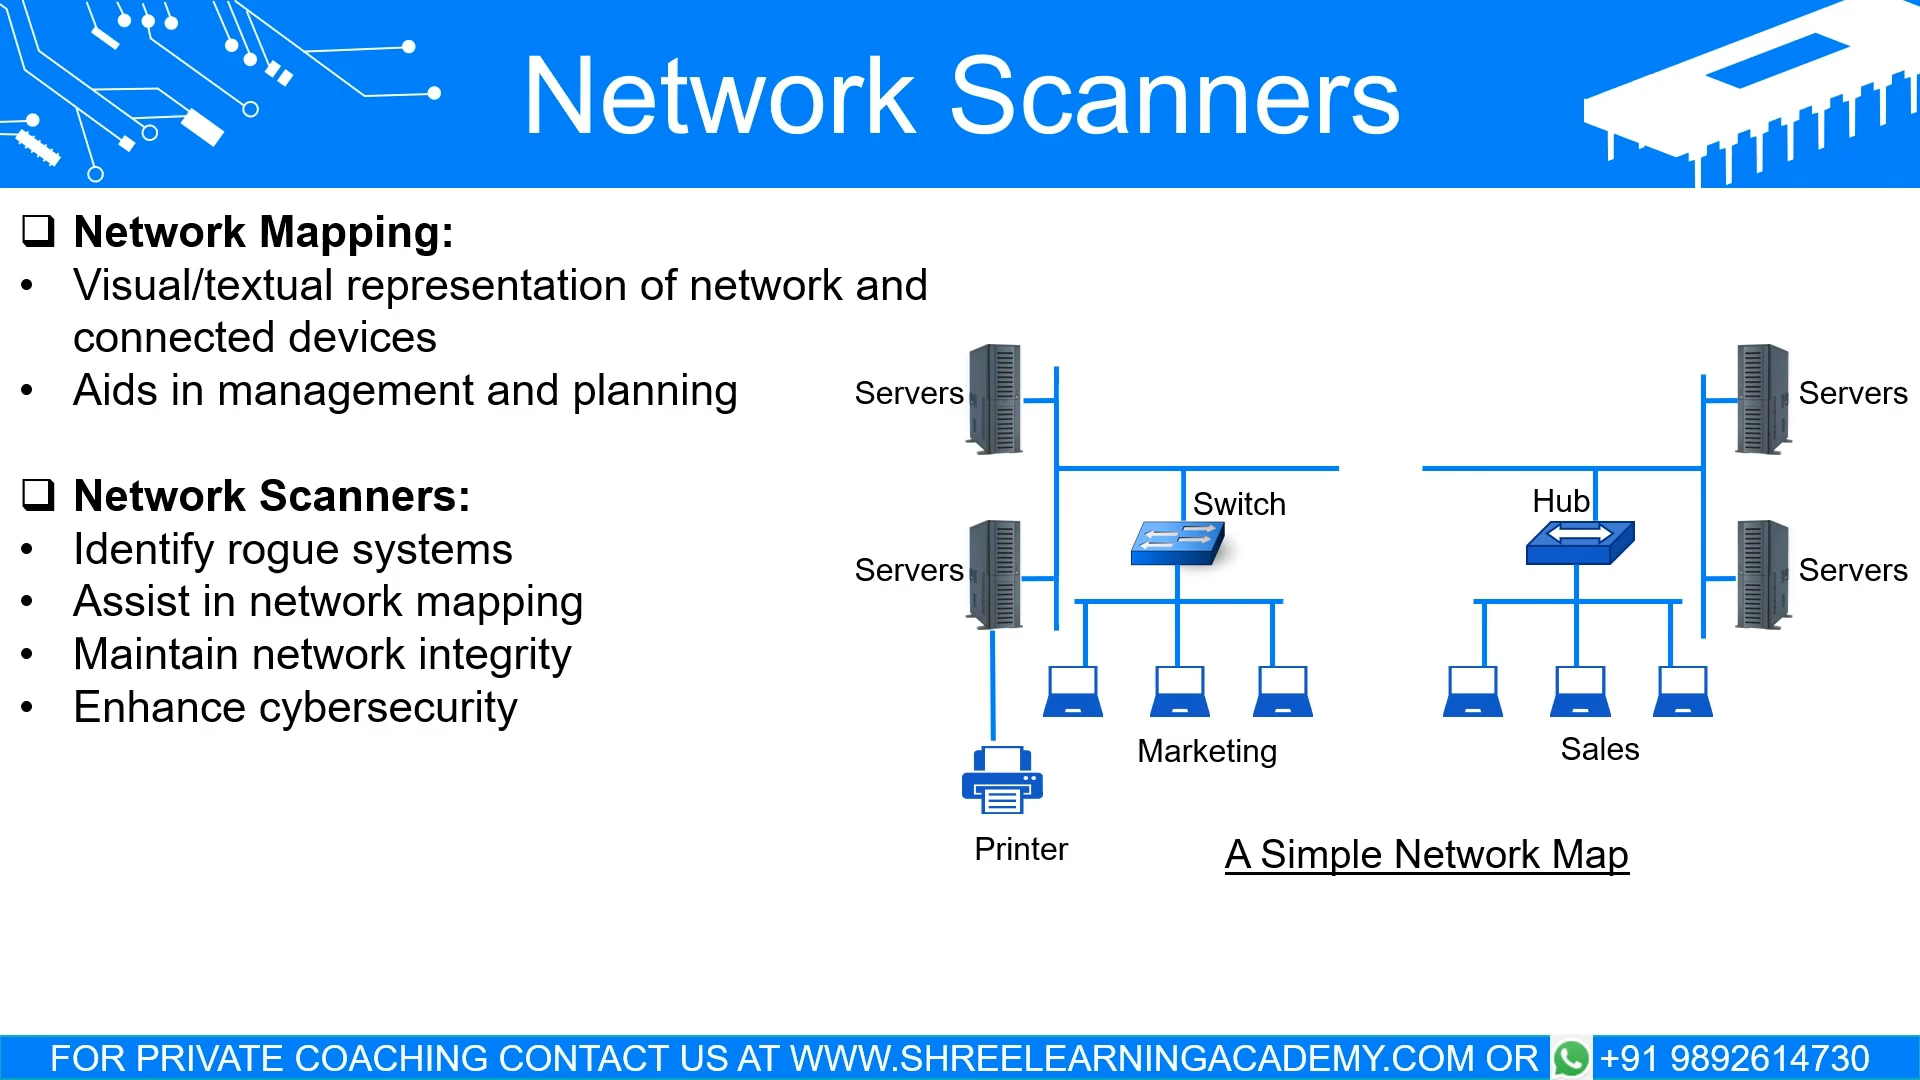 Network Scanners
❑ Network Mapping:
• Visual/textual representation of network and
connected devices
• Aids in management and planning
❑ Network Scanners:
• Identify rogue systems
• Assist in network mapping
• Maintain network integrity
• Enhance cybersecurity
Servers
Servers
Switch
Hub
Servers
Servers
Marketing
Sales
Printer
A Simple Network Map
FOR PRIVATE COACHING CONTACT US AT WWW.SHREELEARNINGACADEMY.COM OR +91 9892614730